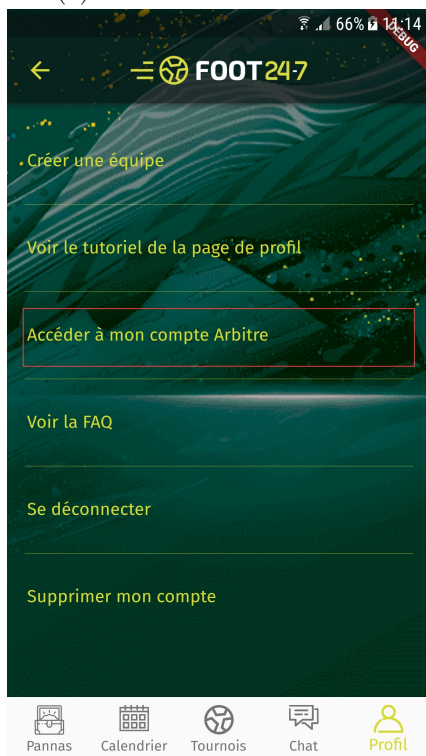 66% 11:14
DEBUG
FOOT24·7
Créer une équipe
Voir le tutoriel de la page de profil
Accéder à mon compte Arbitre
Voir la FAQ
Se déconnecter
Supprimer mon compte
Pannas Calendrier Tournois Chat Profil